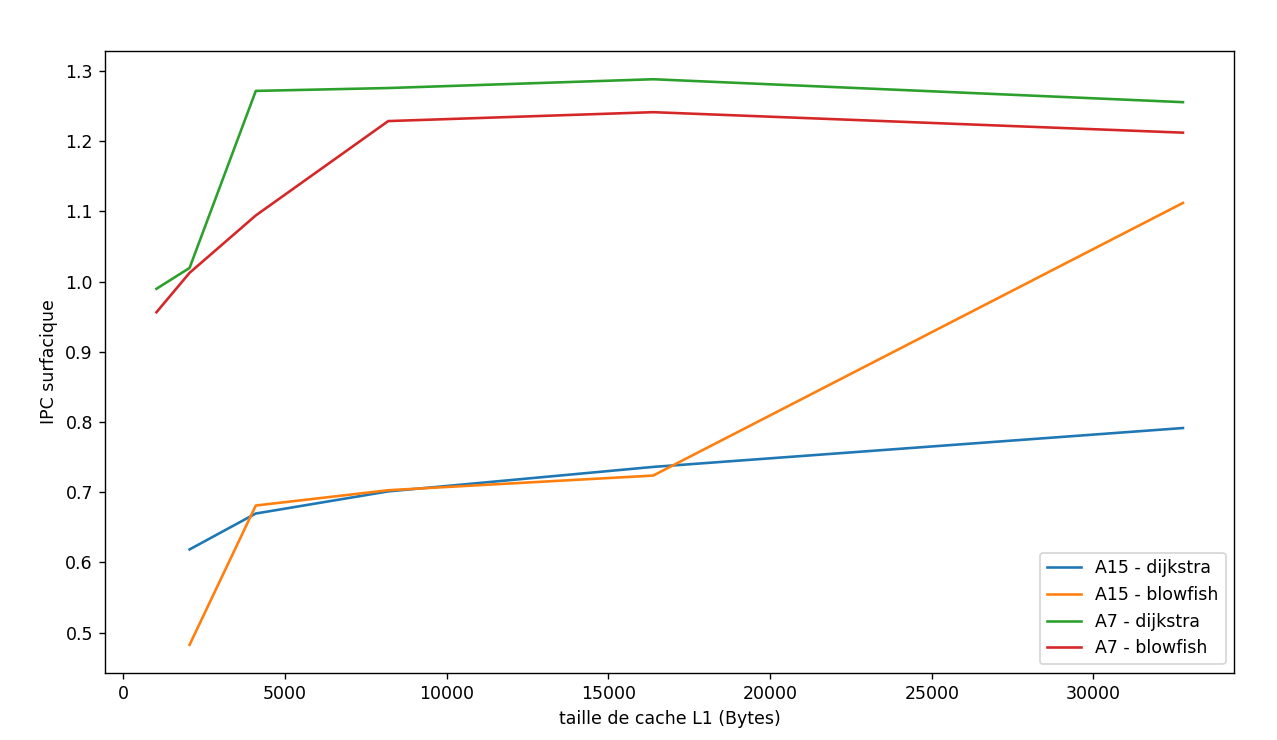 1.3
1.2
1.1
1.0
0.9
0.8
0.7
0.6
0.5
IPC surfacique
0
5000
10000
15000
20000
25000
30000
taille de cache L1 (Bytes)
A15 - dijkstra
A15 - blowfish
A7 - dijkstra
A7 - blowfish